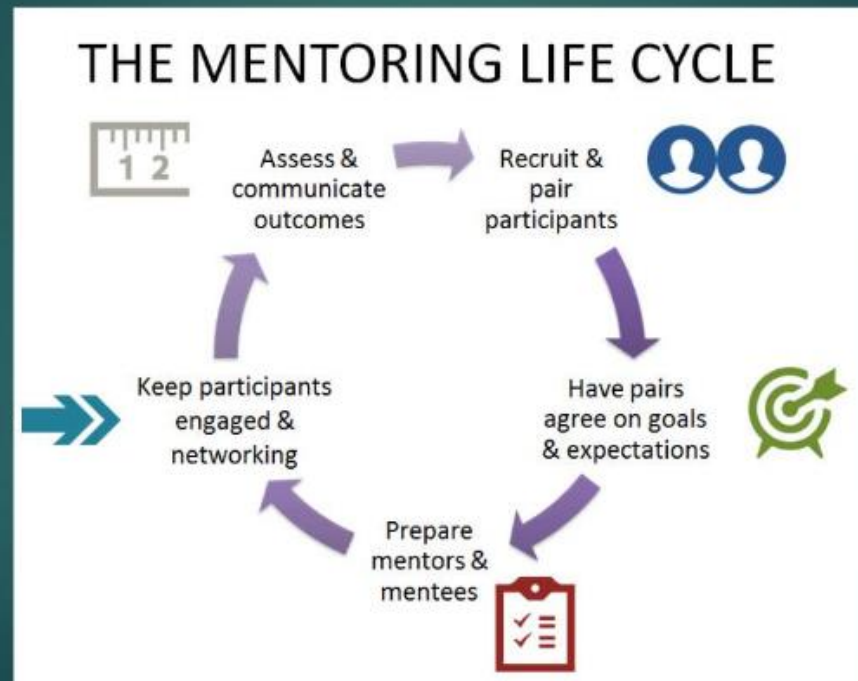 THE MENTORING LIFE CYCLE
1 2
Assess &
communicate
outcomes
Recruit &
pair
participants
Have pairs
agree on goals
& expectations
Prepare
mentors &
mentees
Keep participants
engaged &
networking